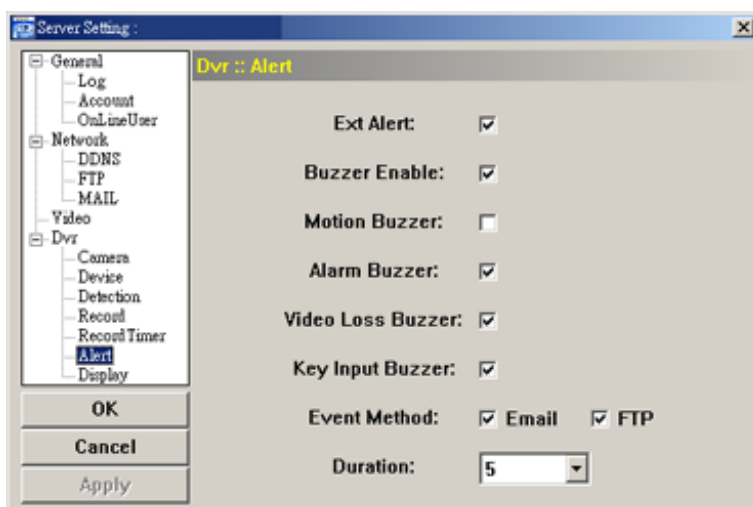 Server Setting :
General
Log
Account
OnLineUser
Network
DDNS
FTP
MAIL
Video
Dvr
Camera
Device
Detection
Record
Record Timer
Alert
Display
OK
Cancel
Apply
Dvr :: Alert
Ext Alert:
Buzzer Enable:
Motion Buzzer:
Alarm Buzzer:
Video Loss Buzzer:
Key Input Buzzer:
Event Method: Email FTP
Duration: 5